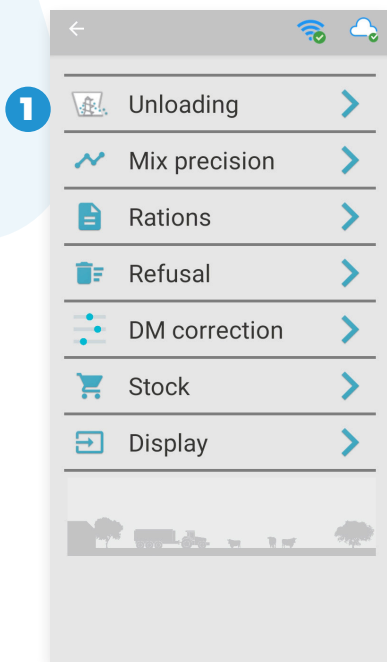 1
Unloading
Mix precision
Rations
Refusal
DM correction
Stock
Display